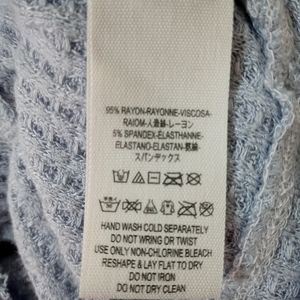 95% RAYON-RAYONNE-VISCOSA-
RAIOM-人造絲-レーヨン
5% SPANDEX-ELASTHANNE-
ELASTANO-ELASTAN-
スパンデックス
HAND WASH COLD SEPARATELY
DO NOT WRING OR TWIST
USE ONLY NON-CHLORINE BLEACH
RESHAPE & LAY FLAT TO DRY
DO NOT IRON
DO NOT DRY CLEAN